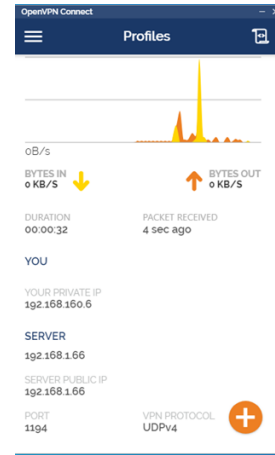 OpenVPN Connect
Profiles
0B/s
BYTES IN
0 KB/S
BYTES OUT
0 KB/S
DURATION
00:00:32
PACKET RECEIVED
4 sec ago
YOU
YOUR PRIVATE IP
192.168.160.6
SERVER
192.168.1.66
SERVER PUBLIC IP
192.168.1.66
PORT
1194
VPN PROTOCOL
UDPv4